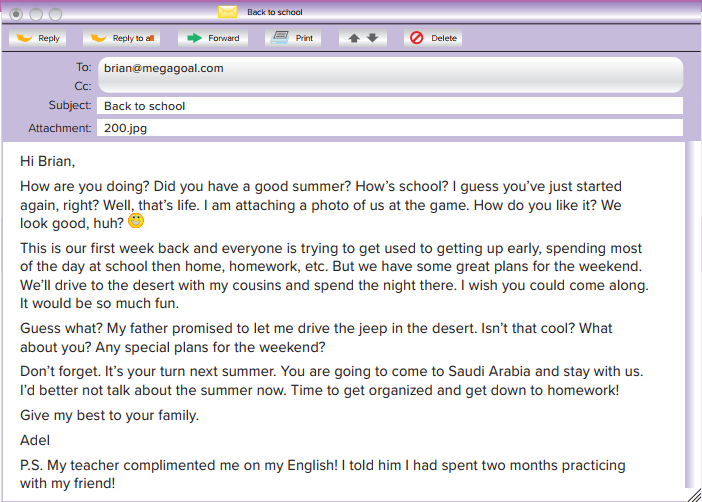 Back to school
Reply
Reply to all
Forward
Print
Delete
To: brian@megagoal.com
Cc:
Subject: Back to school
Attachment: 200.jpg
Hi Brian,
How are you doing? Did you have a good summer? How's school? I guess you've just started
again, right? Well, that's life. I am attaching a photo of us at the game. How do you like it? We
look good, huh?
This is our first week back and everyone is trying to get used to getting up early, spending most
of the day at school then home, homework, etc. But we have some great plans for the weekend.
We'll drive to the desert with my cousins and spend the night there. I wish you could come along.
It would be so much fun.
Guess what? My father promised to let me drive the jeep in the desert. Isn't that cool? What
about you? Any special plans for the weekend?
Don't forget. It's your turn next summer. You are going to come to Saudi Arabia and stay with us.
I'd better not talk about the summer now. Time to get organized and get down to homework!
Give my best to your family.
Adel
P.S. My teacher complimented me on my English! I told him I had spent two months practicing
with my friend!